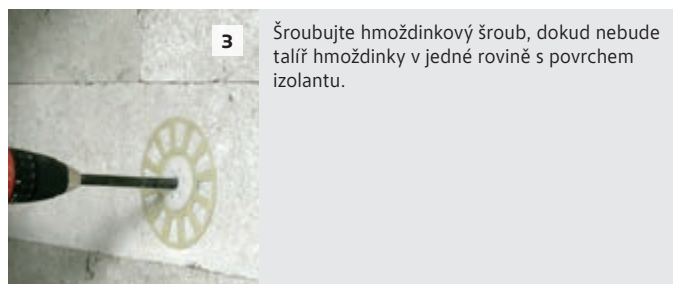 3
Šroubujte hmoždinkový šroub, dokud nebude
talíř hmoždinky v jedné rovině s povrchem
izolantu.